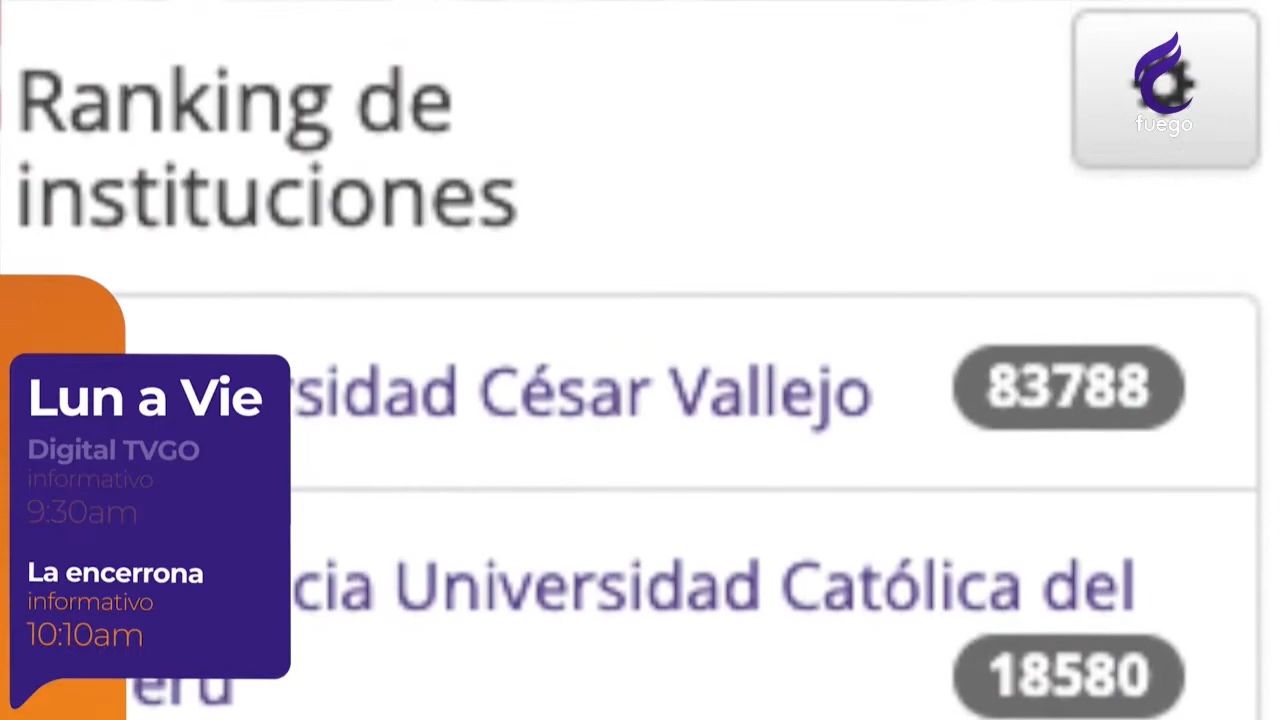 Ranking de
instituciones
fuego
sidad César Vallejo
83788
cia Universidad Católica del
18580
Lun a Vie
Digital TVGO
informativo
9:30am
La encerrona
informativo
10:10am